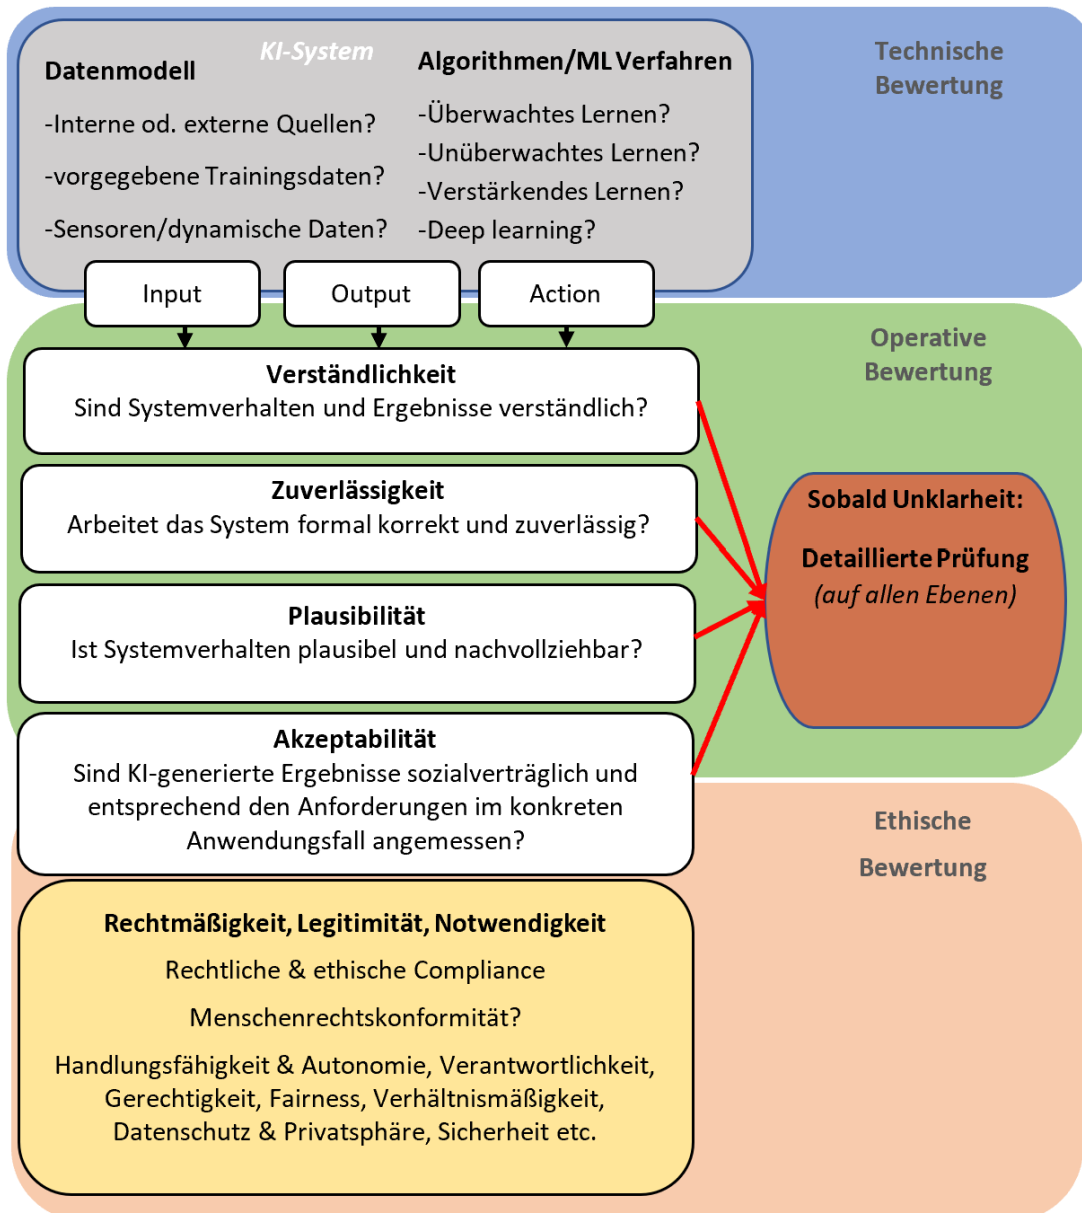 KI-System
Datenmodell
-Interne od. externe Quellen?
-vorgegebene Trainingsdaten?
-Sensoren/dynamische Daten?
Algorithmen/ML Verfahren
-Überwachtes Lernen?
-Unüberwachtes Lernen?
-Verstärkendes Lernen?
-Deep learning?
Technische
Bewertung
Input
Output
Action
Operative
Bewertung
Verständlichkeit
Sind Systemverhalten und Ergebnisse verständlich?
Zuverlässigkeit
Arbeitet das System formal korrekt und zuverlässig?
Plausibilität
Ist Systemverhalten plausibel und nachvollziehbar?
Akzeptabilität
Sind KI-generierte Ergebnisse sozialverträglich und
entsprechend den Anforderungen im konkreten
Anwendungsfall angemessen?
Sobald Unklarheit:
Detaillierte Prüfung
(auf allen Ebenen)
Ethische
Bewertung
Rechtmäßigkeit, Legitimität, Notwendigkeit
Rechtliche & ethische Compliance
Menschenrechtskonformität?
Handlungsfähigkeit & Autonomie, Verantwortlichkeit,
Gerechtigkeit, Fairness, Verhältnismäßigkeit,
Datenschutz & Privatsphäre, Sicherheit etc.